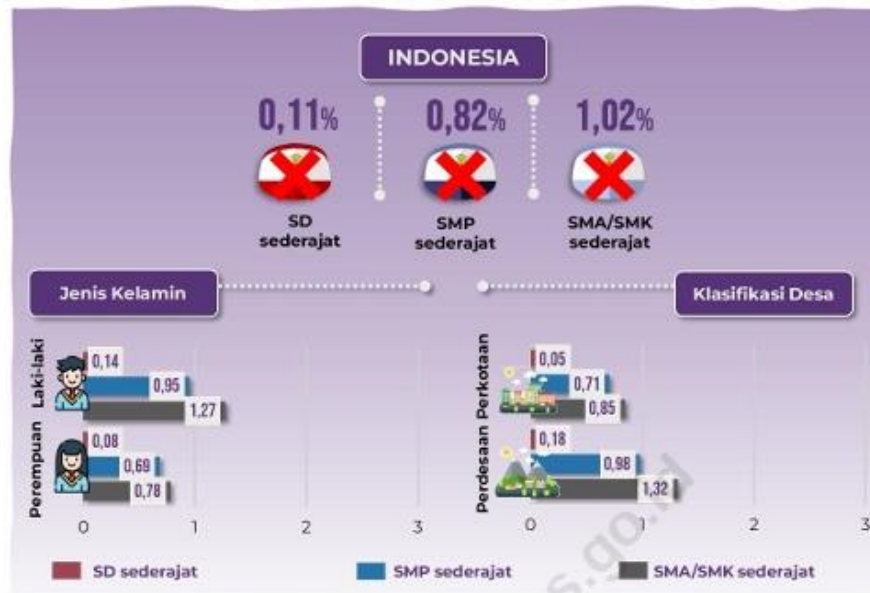 INDONESIA
0,11%
0,82%
1,02%
SD
sederajat
SMP
sederajat
SMA/SMK
sederajat
Jenis Kelamin
Klasifikasi Desa
Laki-laki
0,14
0,95
1,27
Perempuan
0,08
0,69
0,78
0 1 2 3
Perkotaan
0,05
0,71
0,85
Perdesaan
0,18
0,98
1,32
0 1 2 3
SD sederajat
SMP sederajat
SMA/SMK sederajat
s.go.id